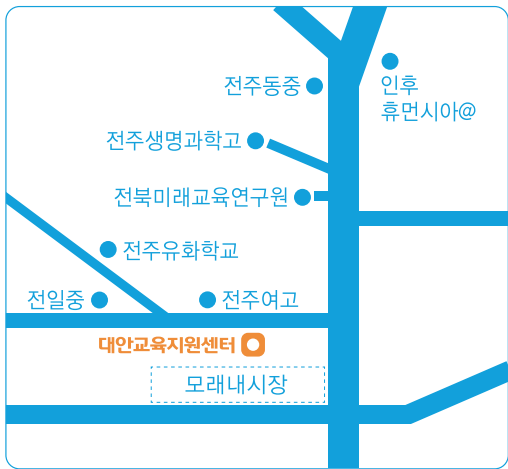 전주동중
인후
휴먼시아@
전주생명과학고
전북미래교육연구원
전주유화학교
전일중
전주여고
대안교육지원센터
모래내시장